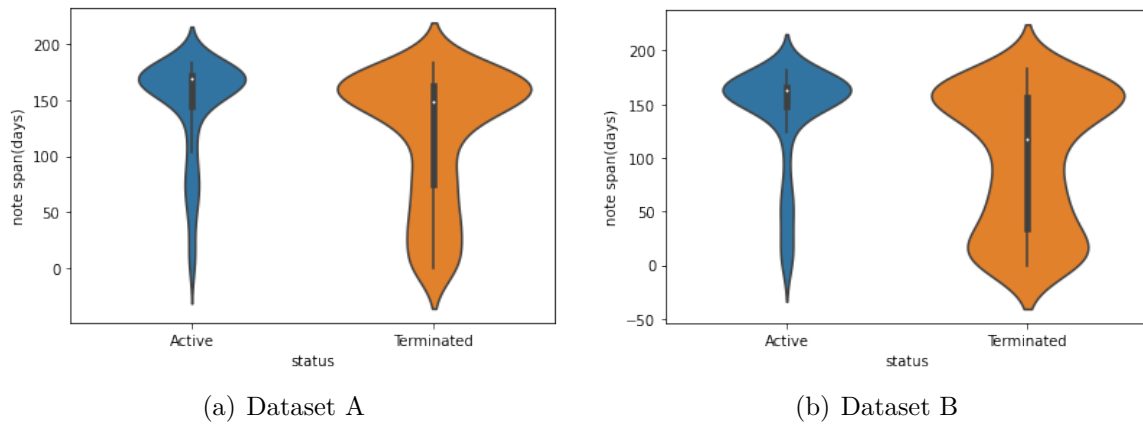 200
150
100
50
0
note span(days)
Active
Terminated
status
(a) Dataset A
200
150
100
50
0
−50
note span(days)
Active
Terminated
status
(b) Dataset B